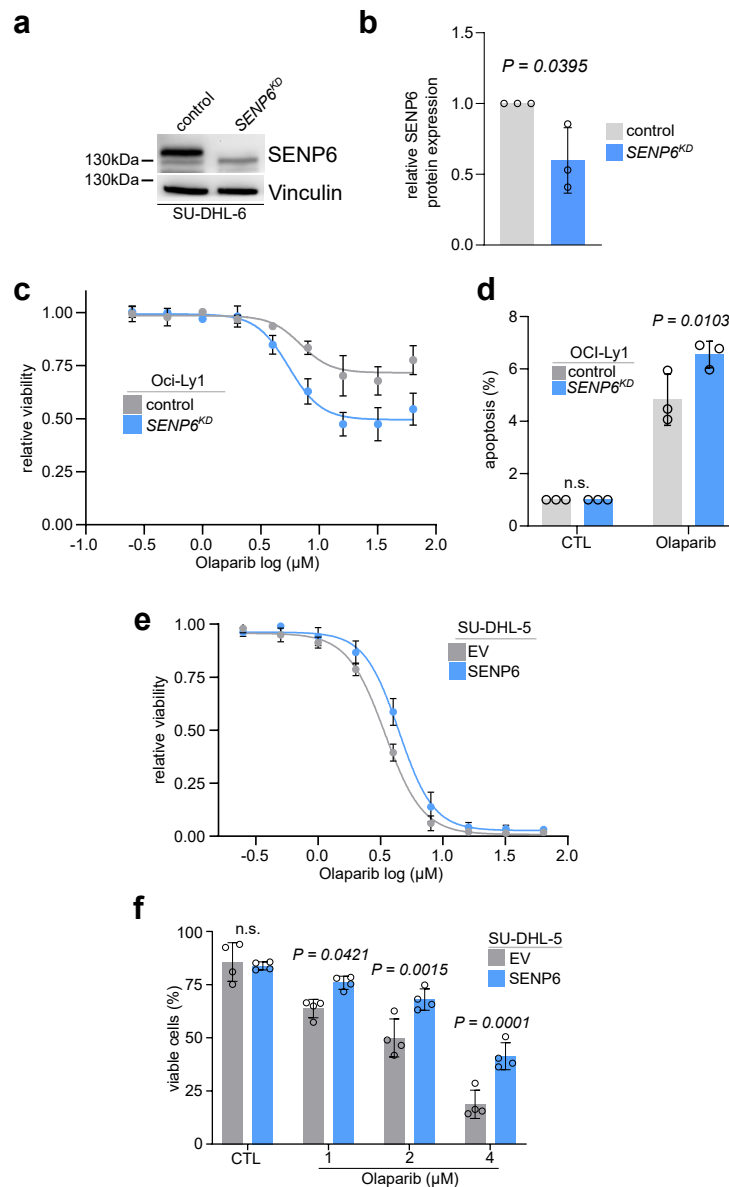 a
control
SENP6KD
SENP6
130kDa
130kDa
Vinculin
SU-DHL-6
b
relative SENP6
protein expression
1.5
1.0
0.5
0.0
P = 0.0395
control
SENP6KD
c
relative viability
1.00
0.75
0.50
0.25
0.00
Oci-Ly1
control
SENP6KD
-1.0 -0.5 0.0 0.5 1.0 1.5 2.0
Olaparib log (µM)
d
apoptosis (%)
8
6
4
2
0
P = 0.0103
OCI-Ly1
control
SENP6KD
n.s.
CTL Olaparib
e
relative viability
1.00
0.75
0.50
0.25
0.00
SU-DHL-5
EV
SENP6
-0.5 0.0 0.5 1.0 1.5 2.0
Olaparib log (µM)
f
viable cells (%)
100
75
50
25
0
n.s.
P = 0.0421
P = 0.0015
P = 0.0001
SU-DHL-5
EV
SENP6
CTL 1 2 4
Olaparib (µM)